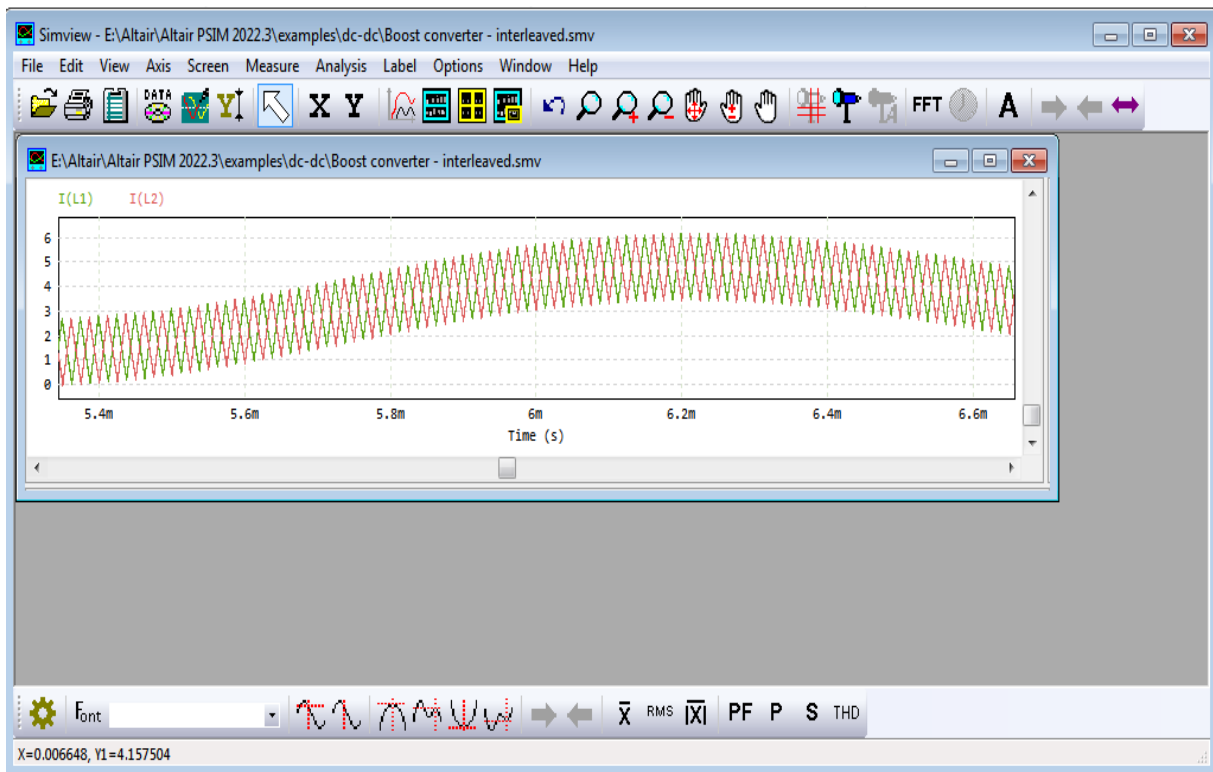 Simview - E:\Altair\Altair PSIM 2022.3\examples\dc-dc\Boost converter - interleaved.smv
File Edit View Axis Screen Measure Analysis Label Options Window Help
DATA Y X Y FFT A
E:\Altair\Altair PSIM 2022.3\examples\dc-dc\Boost converter - interleaved.smv
I(L1) I(L2)
6
5
4
3
2
1
0
5.4m 5.6m 5.8m 6m 6.2m 6.4m 6.6m
Time (s)
Font X RMS |X| PF P S THD
X=0.006648, Y1=4.157504